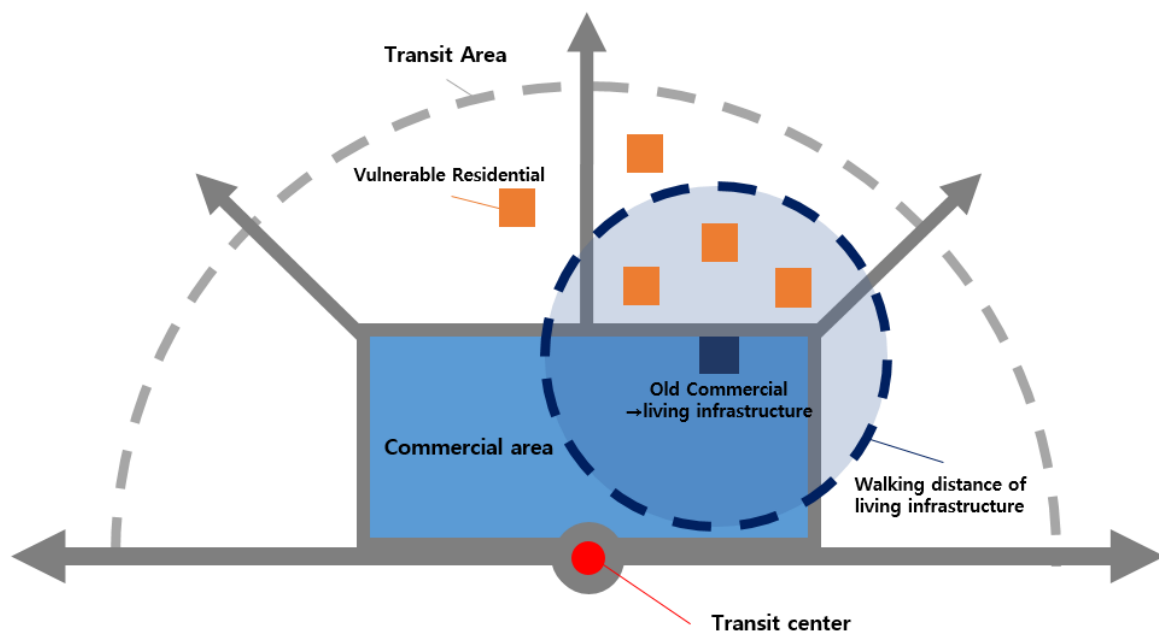 Transit Area
Vulnerable Residential
Old Commercial
→living infrastructure
Commercial area
Walking distance of
living infrastructure
Transit center